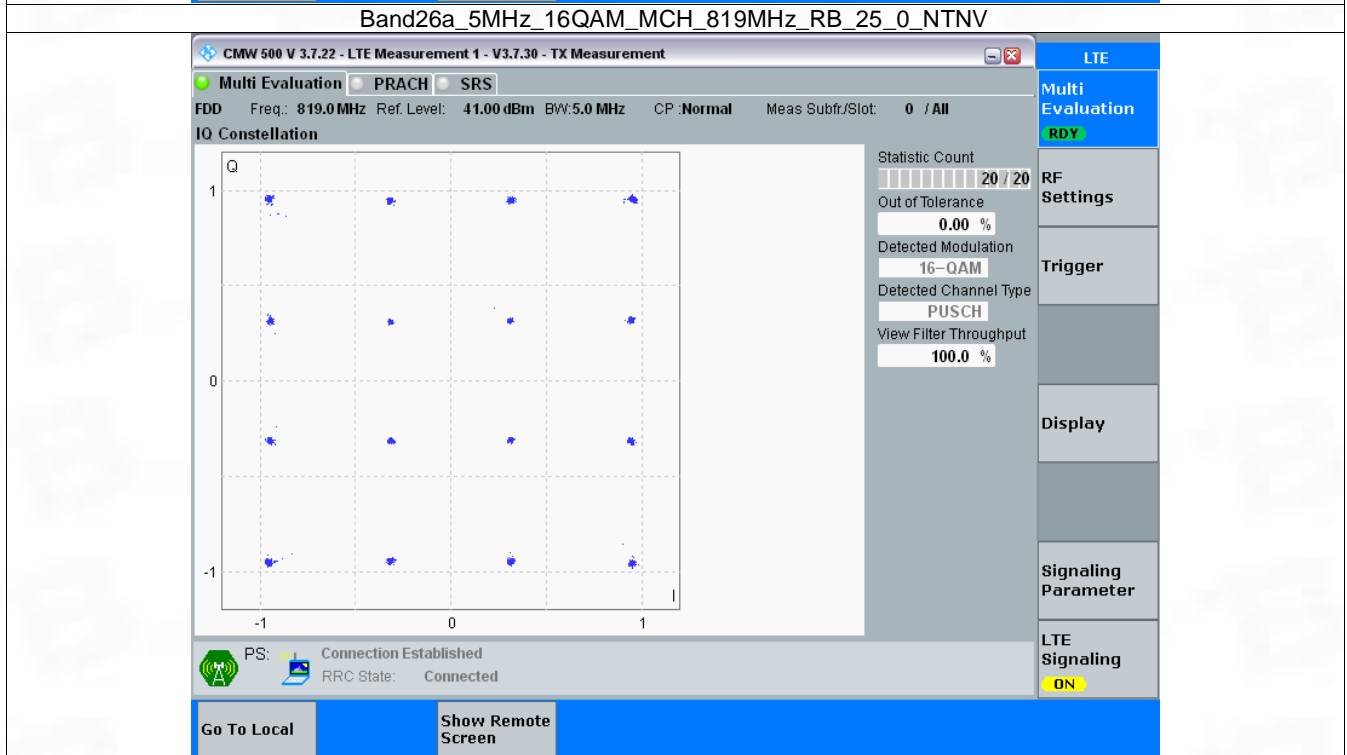 Band26a_5MHz_16QAM_MCH_819MHz_RB_25_0_NTNV
CMW 500 V 3.7.22 - LTE Measurement 1 - V3.7.30 - TX Measurement
LTE
Multi Evaluation PRACH SRS
Multi
Evaluation
RDY
FDD Freq.: 819.0 MHz Ref. Level: 41.00 dBm BW:5.0 MHz CP :Normal Meas Subfr./Slot: 0 / All
IQ Constellation
Q
1
0
-1
I
-1 0 1
Statistic Count
20 / 20
Out of Tolerance
0.00 %
Detected Modulation
16-QAM
Detected Channel Type
PUSCH
View Filter Throughput
100.0 %
RF
Settings
Trigger
Display
Signaling
Parameter
LTE
Signaling
ON
PS: Connection Established
RRC State: Connected
Go To Local
Show Remote
Screen